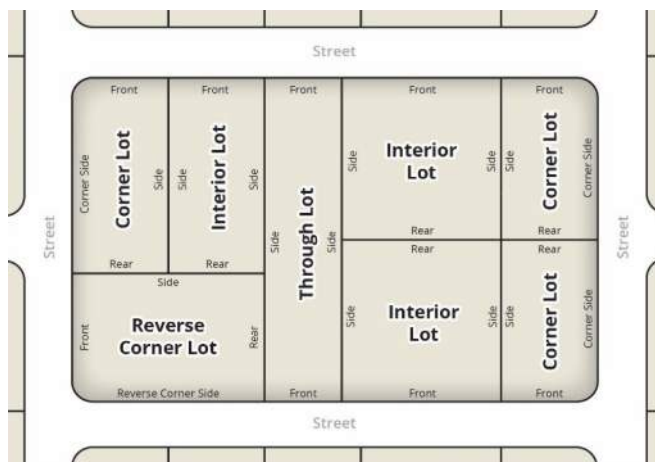 Street
Front
Front
Front
Front
Front
Corner Side
Corner Lot
Side
Side
Interior Lot
Side
Side
Through Lot
Side
Side
Interior
Lot
Side
Side
Corner Lot
Corner Side
Rear
Rear
Rear
Rear
Street
Street
Side
Front
Reverse
Corner Lot
Rear
Reverse Corner Side
Front
Rear
Side
Interior
Lot
Side
Front
Rear
Side
Corner Lot
Corner Side
Front
Street